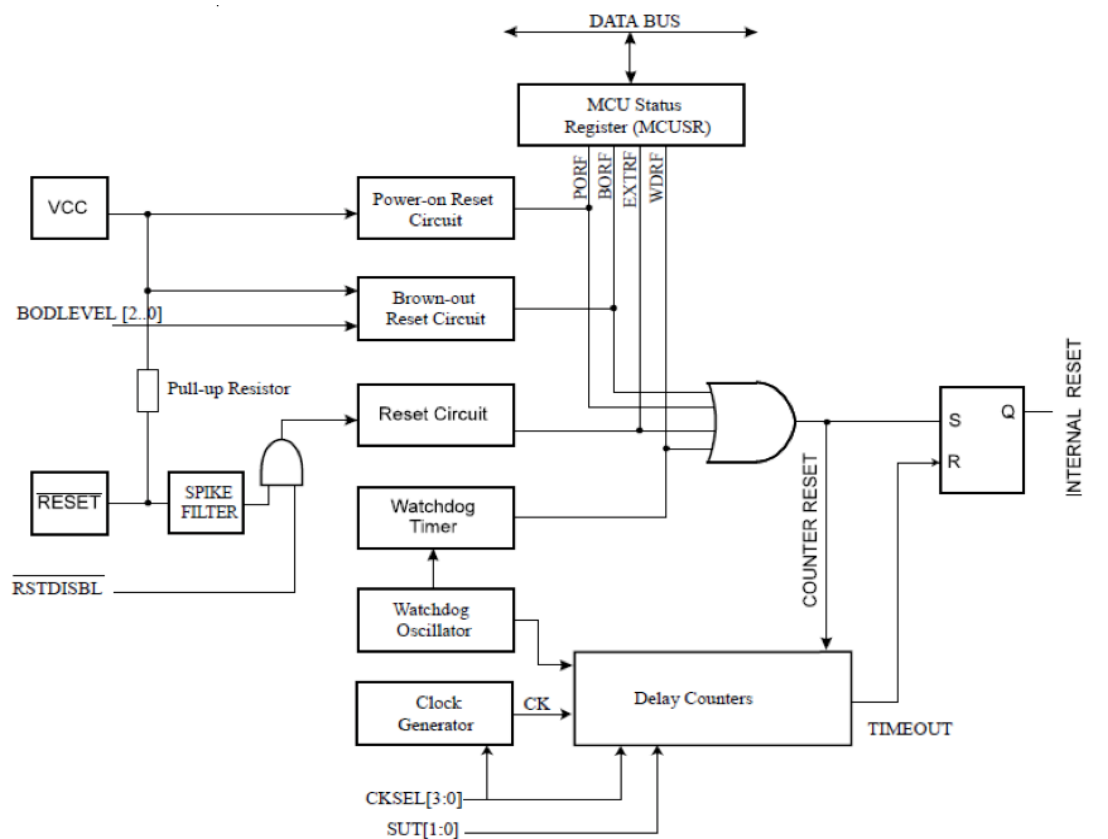 DATA BUS
MCU Status
Register (MCUSR)
PORF
BORF
EXTRF
WDRF
VCC
Power-on Reset
Circuit
BODLEVEL [2..0]
Brown-out
Reset Circuit
Pull-up Resistor
Reset Circuit
RESET
SPIKE
FILTER
Watchdog
Timer
RSTDISBL
Watchdog
Oscillator
Clock
Generator
CK
Delay Counters
CKSEL[3:0]
SUT[1:0]
COUNTER RESET
TIMEOUT
S
R
Q
INTERNAL RESET